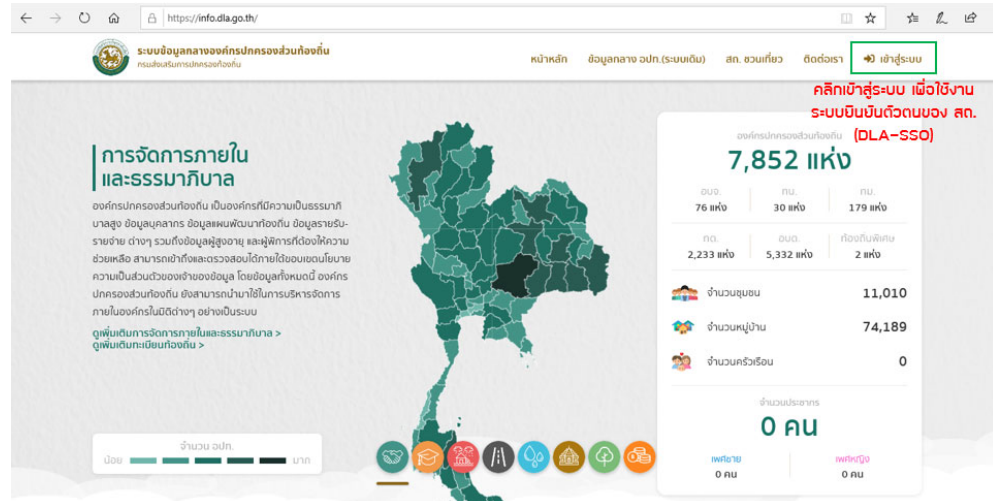 https://info.dla.go.th/
ระบบข้อมูลกลางองค์กรปกครองส่วนท้องถิ่น
กรมส่งเสริมการปกครองท้องถิ่น
หน้าหลัก
ข้อมูลกลาง อปท.(ระบบเดิม)
สถ. ชวนเที่ยว
ติดต่อเรา
เข้าสู่ระบบ
คลิกเข้าสู่ระบบ เพื่อใช้งาน
ระบบยืนยันตัวตนของ สถ.
(DLA-SSO)
การจัดการภายใน
และธรรมาภิบาล
องค์กรปกครองส่วนท้องถิ่น เป็นองค์กรที่มีความเป็นธรรมาภิ
บาลสูง ข้อมูลบุคลากร ข้อมูลแผนพัฒนาท้องถิ่น ข้อมูลรายรับ-
รายจ่าย ต่างๆ รวมถึงข้อมูลผู้สูงอายุ และผู้พิการที่ต้องให้ความ
ช่วยเหลือ สามารถเข้าถึงและตรวจสอบได้ภายใต้ขอบเขตนโยบาย
ความเป็นส่วนตัวของเจ้าของข้อมูล โดยข้อมูลทั้งหมดนี้ องค์กร
ปกครองส่วนท้องถิ่น ยังสามารถนำมาใช้ในการบริหารจัดการ
ภายในองค์กรในมิติต่างๆ อย่างเป็นระบบ
ดูเพิ่มเติมการจัดการภายในและธรรมาภิบาล >
ดูเพิ่มเติมทะเบียนท้องถิ่น >
จำนวน อปท.
น้อย
มาก
องค์กรปกครองส่วนท้องถิ่น
7,852 แห่ง
อบจ. ทน. ทม.
76 แห่ง 30 แห่ง 179 แห่ง
ทต. อบต. ท้องถิ่นพิเศษ
2,233 แห่ง 5,332 แห่ง 2 แห่ง
จำนวนชุมชน 11,010
จำนวนหมู่บ้าน 74,189
จำนวนครัวเรือน 0
จำนวนประชากร
0 คน
เพศชาย เพศหญิง
0 คน 0 คน